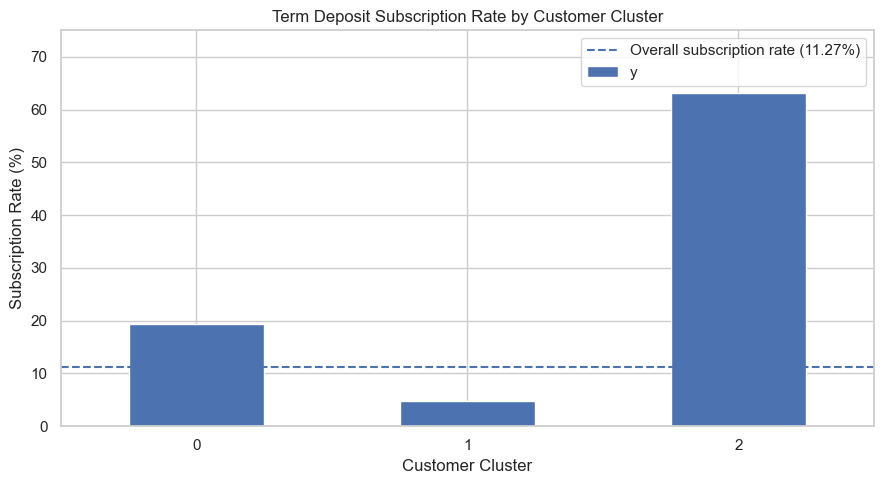 Term Deposit Subscription Rate by Customer Cluster
Overall subscription rate (11.27%)
y
Subscription Rate (%)
70
60
50
40
30
20
10
0
0 1 2
Customer Cluster